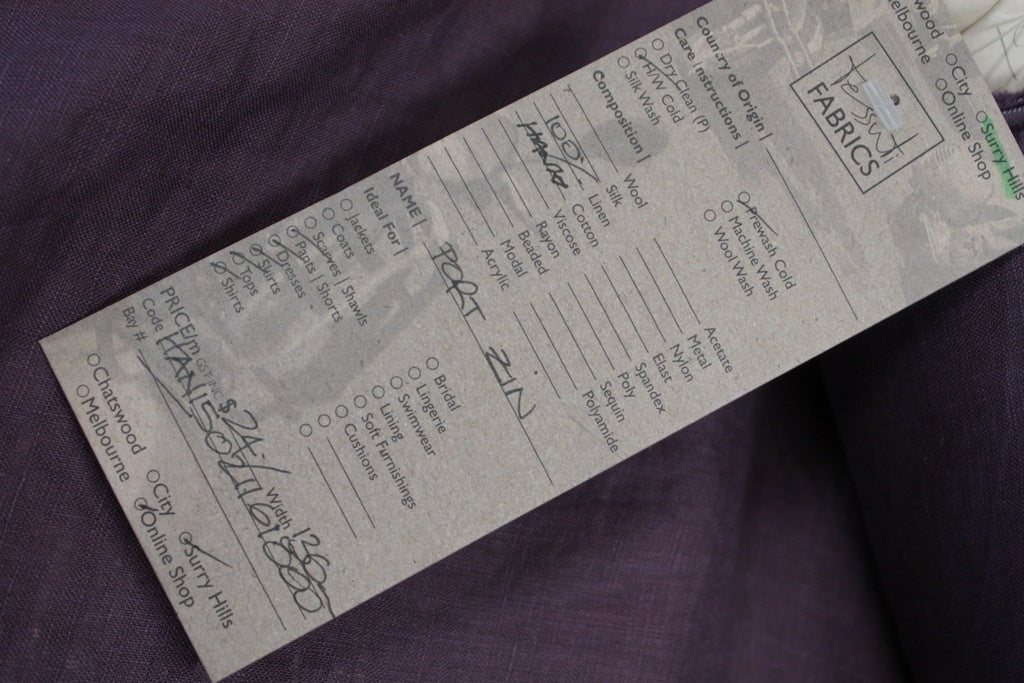 wood
elbourne
City
Online Shop
Surry Hills
Tessuti
FABRICS
Country of Origin |
Care Instructions |
Dry Clean (P)
H/W Cold
Silk Wash
Prewash Cold
Machine Wash
Wool Wash
Composition |
Wool
Silk
100% Linen
Cotton
Viscose
Rayon
Beaded
Modal
Acrylic
Acetate
Metal
Nylon
Elast
Spandex
Poly
Sequin
Polyamide
NAME | PORT ZIN
Ideal For |
Jackets
Coats
Scarves | Shawls
Pants | Shorts
Dresses
Skirts
Tops
Shirts
Bridal
Lingerie
Swimwear
Lining
Soft Furnishings
Cushions
PRICE/m GST INC $24- Width
Code
Bay #
Chatswood
Melbourne
City
Online Shop
Surry Hills